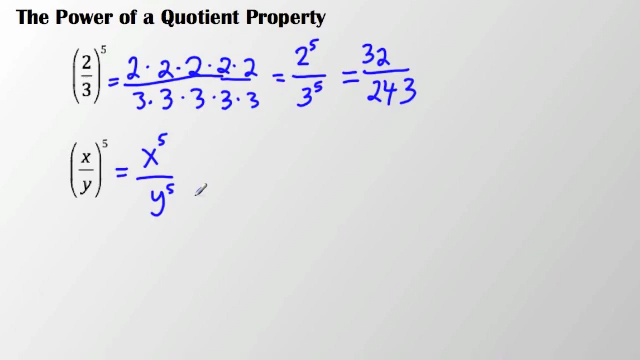 The Power of a Quotient Property
(2/3)^5 = (2 · 2 · 2 · 2 · 2)/(3 · 3 · 3 · 3 · 3) = 2^5/3^5 = 32/243
(x/y)^5 = x^5/y^5